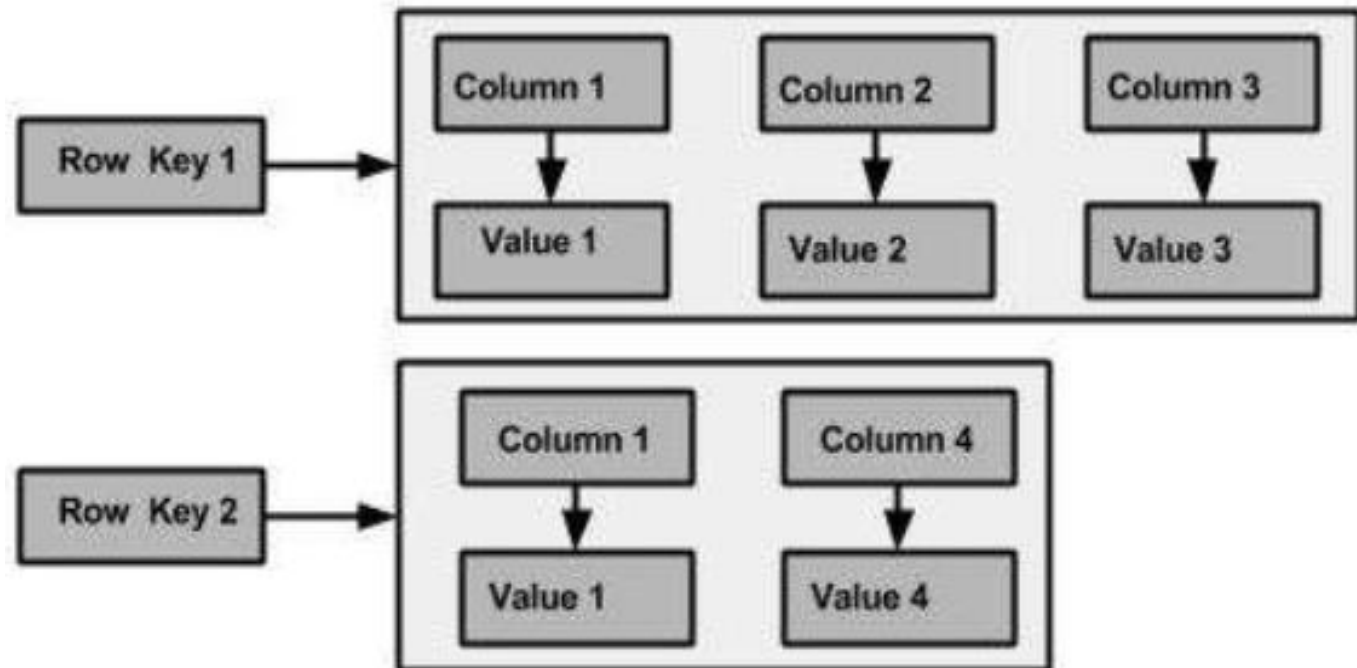 Column 1
Column 2
Column 3
Row Key 1
Value 1
Value 2
Value 3
Column 1
Column 4
Row Key 2
Value 1
Value 4